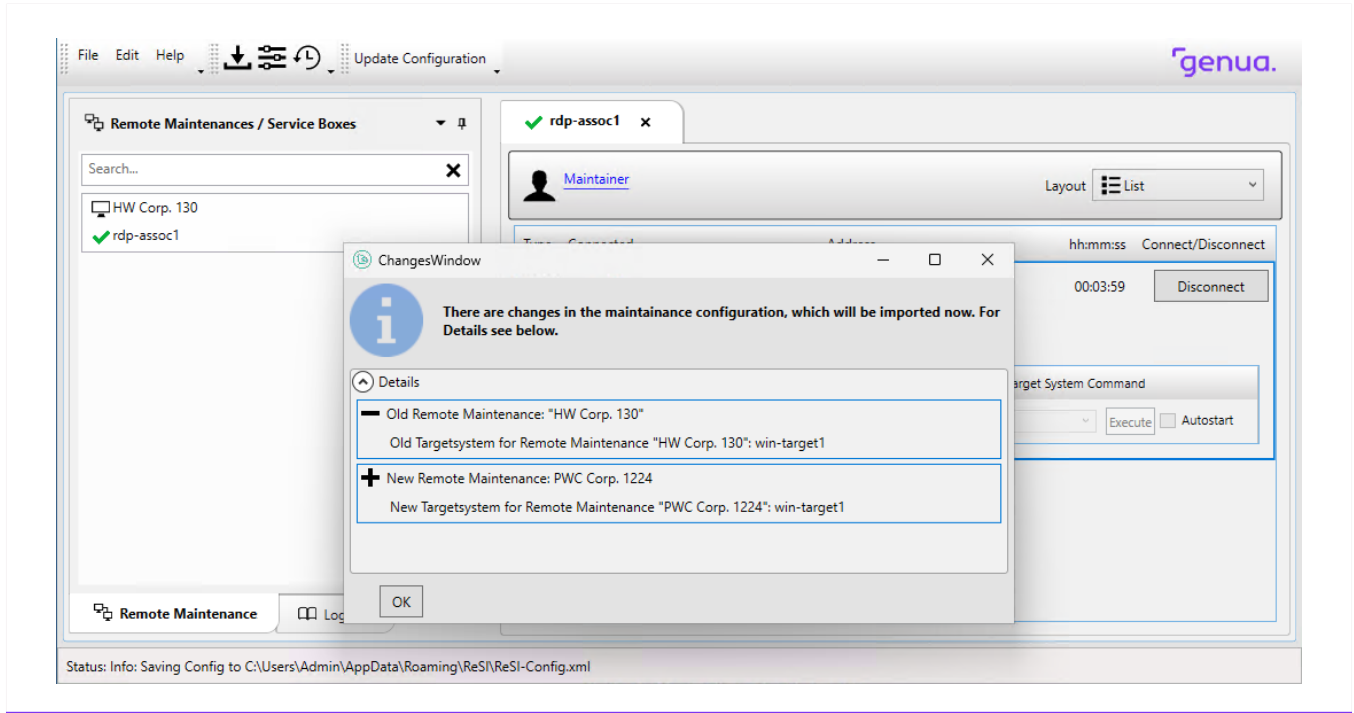 File Edit Help Update Configuration
genua.
Remote Maintenances / Service Boxes
Search...
HW Corp. 130
rdp-assoc1
rdp-assoc1
Maintainer
Layout List
hh:mm:ss Connect/Disconnect
00:03:59 Disconnect
System Command
Execute Autostart
ChangesWindow
There are changes in the maintainance configuration, which will be imported now. For
Details see below.
Details
Old Remote Maintenance: "HW Corp. 130"
Old Targetsystem for Remote Maintenance "HW Corp. 130": win-target1
New Remote Maintenance: PWC Corp. 1224
New Targetsystem for Remote Maintenance "PWC Corp. 1224": win-target1
OK
Remote Maintenance
Status: Info: Saving Config to C:\Users\Admin\AppData\Roaming\ReSI\ReSI-Config.xml